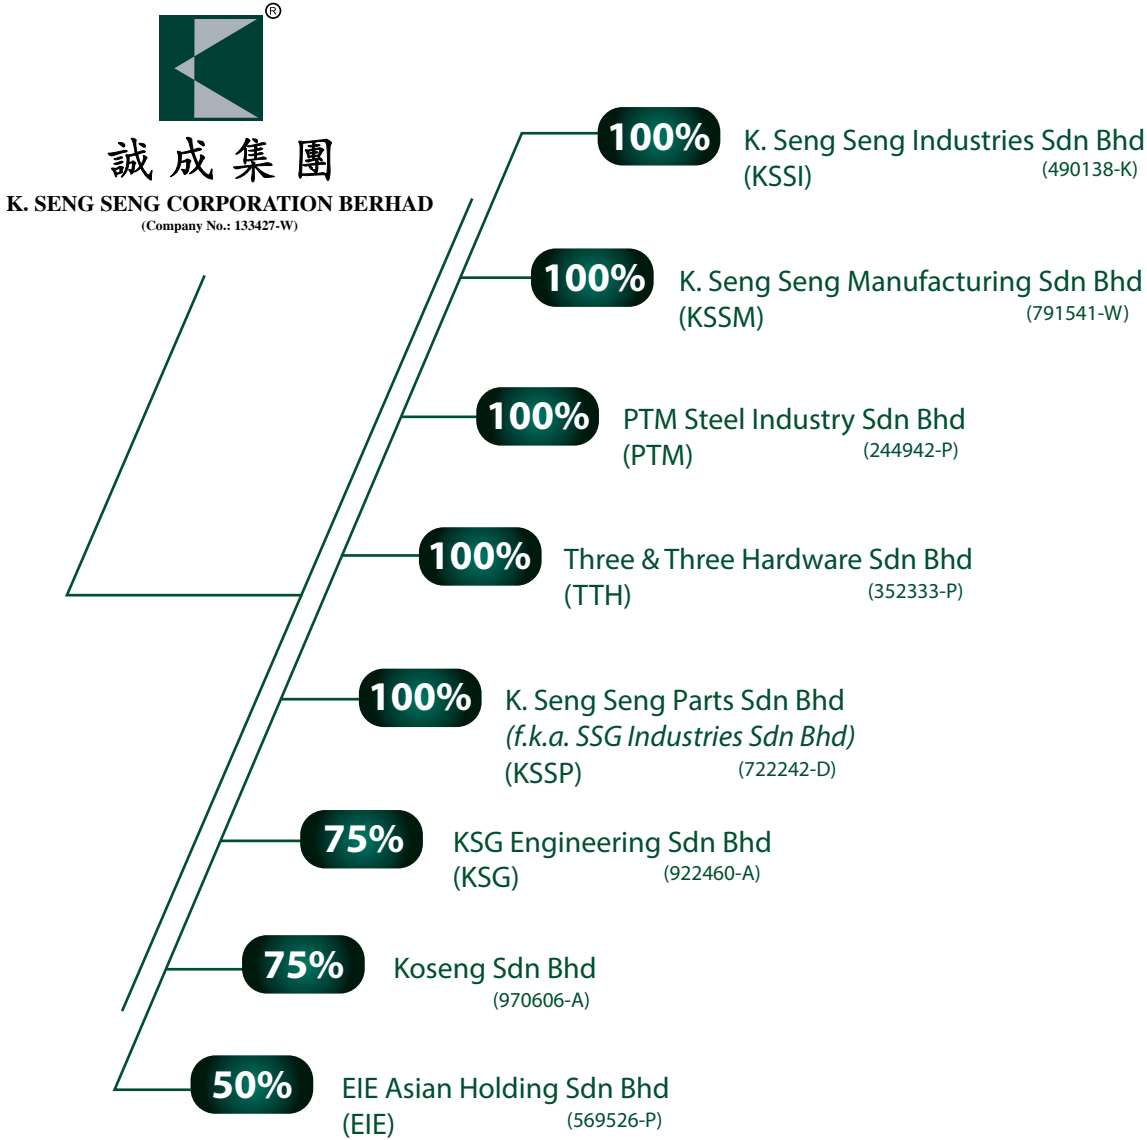 ®
誠成集團
K. SENG SENG CORPORATION BERHAD
(Company No.: 133427-W)
100%
K. Seng Seng Industries Sdn Bhd
(KSSI)
(490138-K)
100%
K. Seng Seng Manufacturing Sdn Bhd
(KSSM)
(791541-W)
100%
PTM Steel Industry Sdn Bhd
(PTM)
(244942-P)
100%
Three & Three Hardware Sdn Bhd
(TTH)
(352333-P)
100%
K. Seng Seng Parts Sdn Bhd
(f.k.a. SSG Industries Sdn Bhd)
(KSSP)
(722242-D)
75%
KSG Engineering Sdn Bhd
(KSG)
(922460-A)
75%
Koseng Sdn Bhd
(970606-A)
50%
EIE Asian Holding Sdn Bhd
(EIE)
(569526-P)